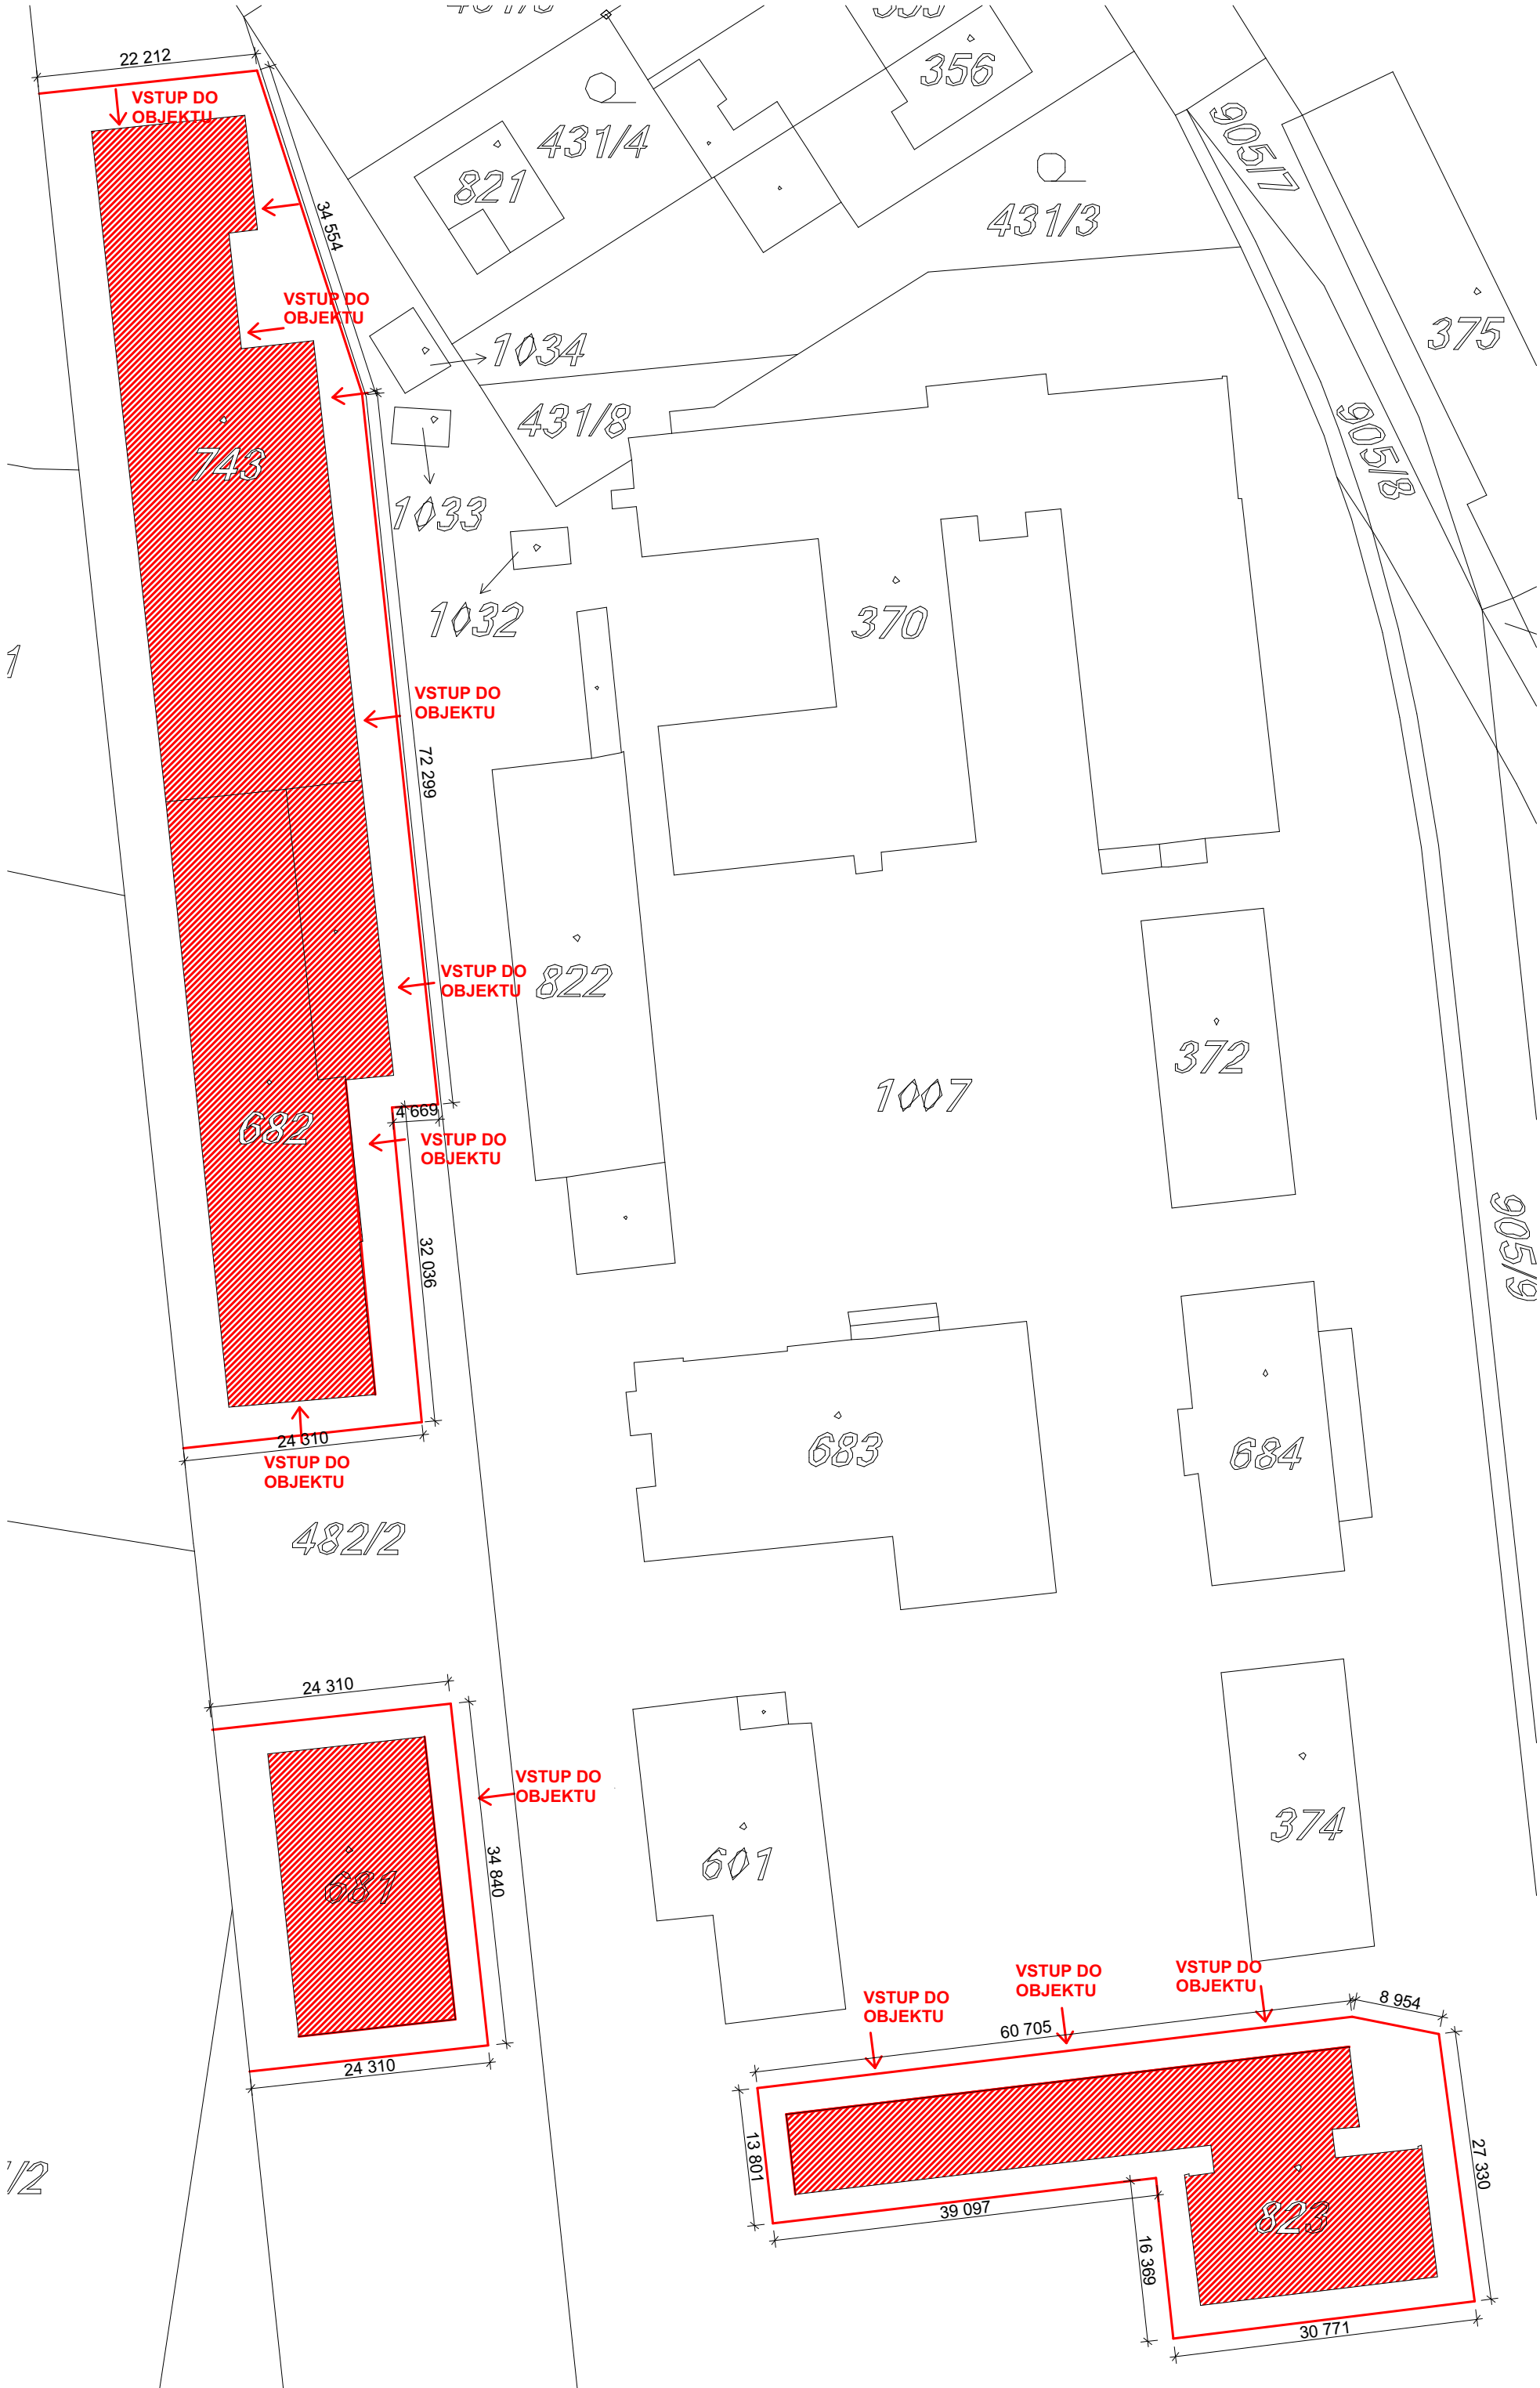 22 212
VSTUP DO
OBJEKTU
356
431/4
821
905/7
34 554
431/3
VSTUP DO
OBJEKTU
375
1034
431/8
905/8
743
1033
1032
370
VSTUP DO
OBJEKTU
72 299
VSTUP DO
OBJEKTU
822
372
1007
4 669
682
VSTUP DO
OBJEKTU
905/9
32 036
24 310
683
684
VSTUP DO
OBJEKTU
482/2
24 310
VSTUP DO
OBJEKTU
374
34 840
601
681
VSTUP DO
OBJEKTU
VSTUP DO
OBJEKTU
VSTUP DO
OBJEKTU
8 954
60 705
24 310
13 801
27 330
/2
39 097
823
16 369
30 771